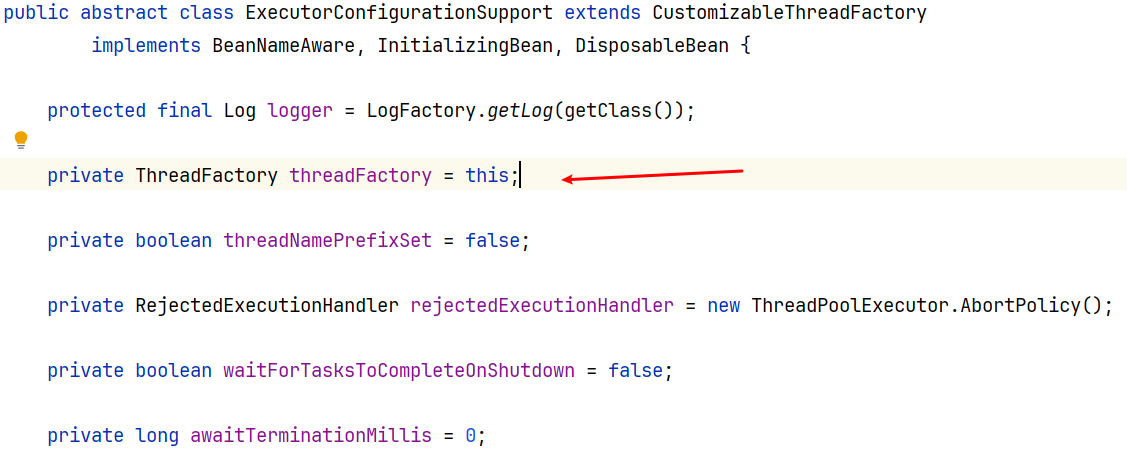 public abstract class ExecutorConfigurationSupport extends CustomizableThreadFactory
implements BeanNameAware, InitializingBean, DisposableBean {
protected final Log logger = LogFactory.getLog(getClass());
private ThreadFactory threadFactory = this;
private boolean threadNamePrefixSet = false;
private RejectedExecutionHandler rejectedExecutionHandler = new ThreadPoolExecutor.AbortPolicy();
private boolean waitForTasksToCompleteOnShutdown = false;
private long awaitTerminationMillis = 0;